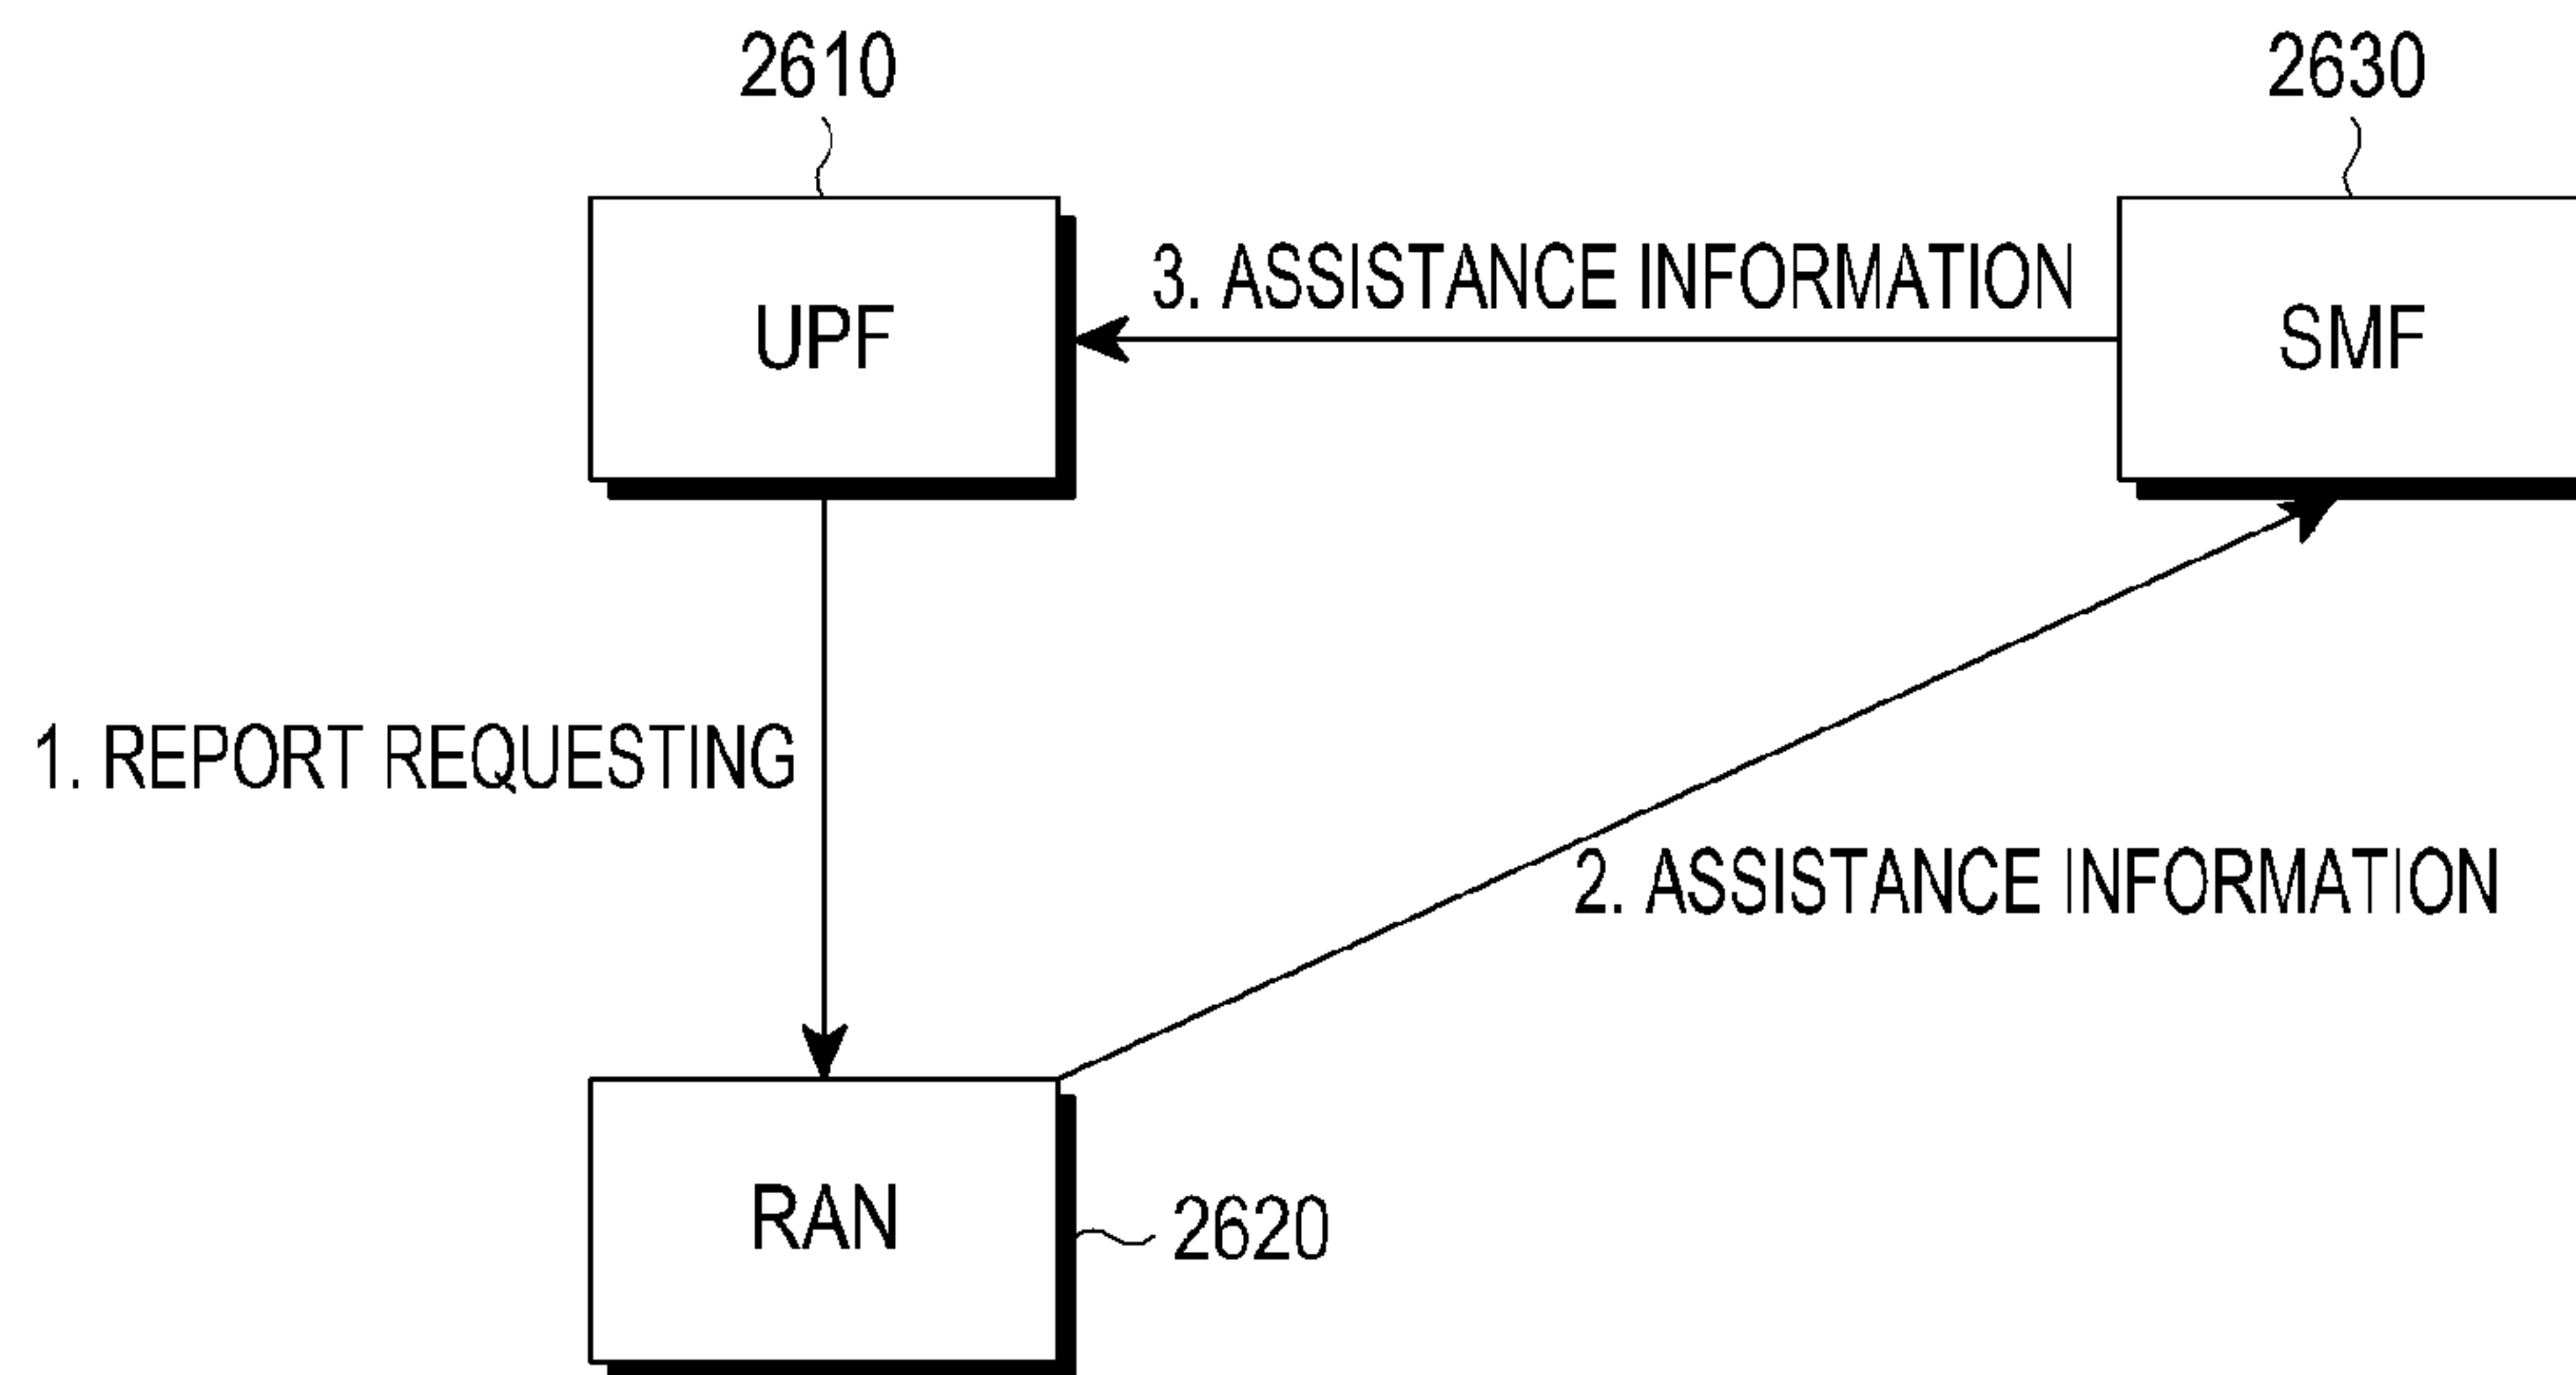 2610
2630
3. ASSISTANCE INFORMATION
UPF
SMF
1. REPORT REQUESTING
2. ASSISTANCE INFORMATION
RAN
2620